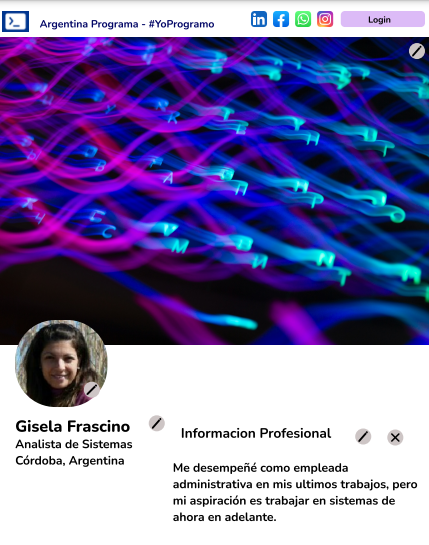 Argentina Programa - #YoProgramo
Login
Gisela Frascino
Analista de Sistemas
Córdoba, Argentina
Informacion Profesional
Me desempeñé como empleada
administrativa en mis ultimos trabajos, pero
mi aspiración es trabajar en sistemas de
ahora en adelante.